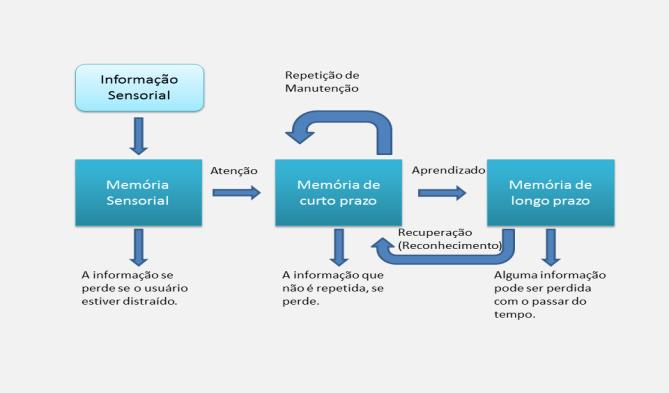 Informação
Sensorial
Repetição de
Manutenção
Memória
Sensorial
Atenção
Memória de
curto prazo
Aprendizado
Memória de
longo prazo
Recuperação
(Reconhecimento)
A informação se
perde se o usuário
estiver distraído.
A informação que
não é repetida, se
perde.
Alguma informação
pode ser perdida
com o passar do
tempo.